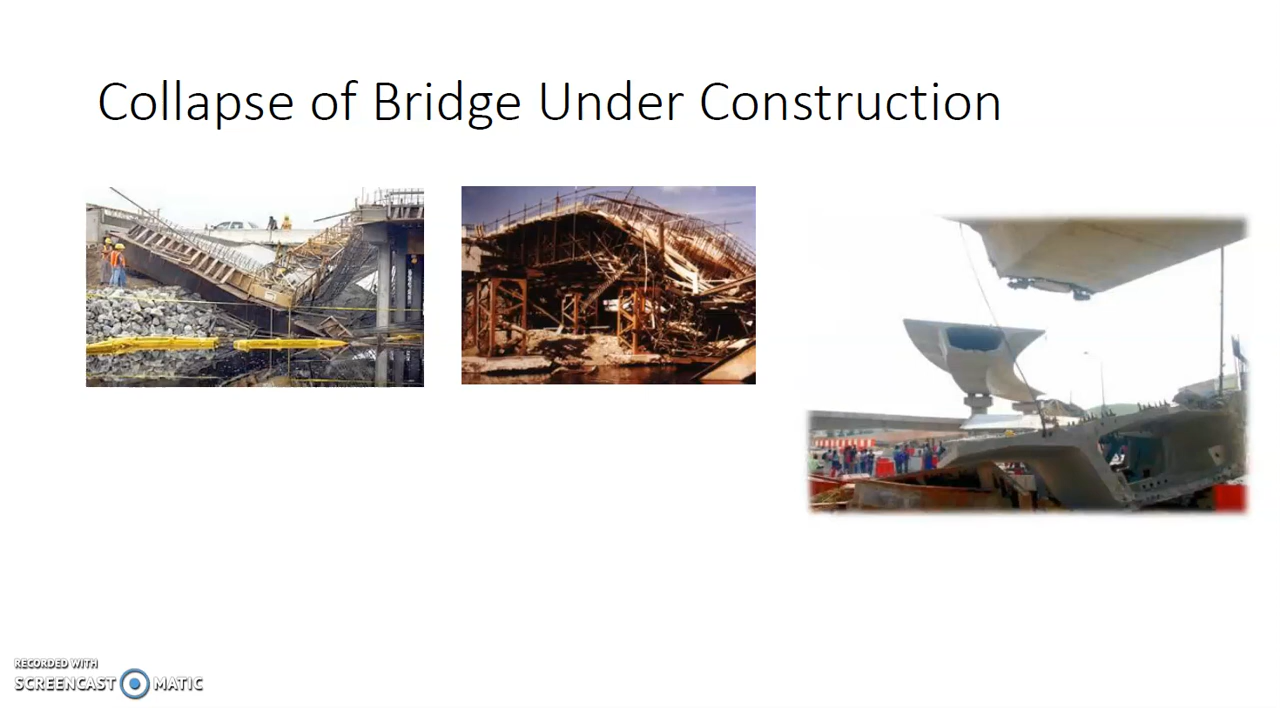 Collapse of Bridge Under Construction
RECORDED WITH
SCREENCAST MATIC